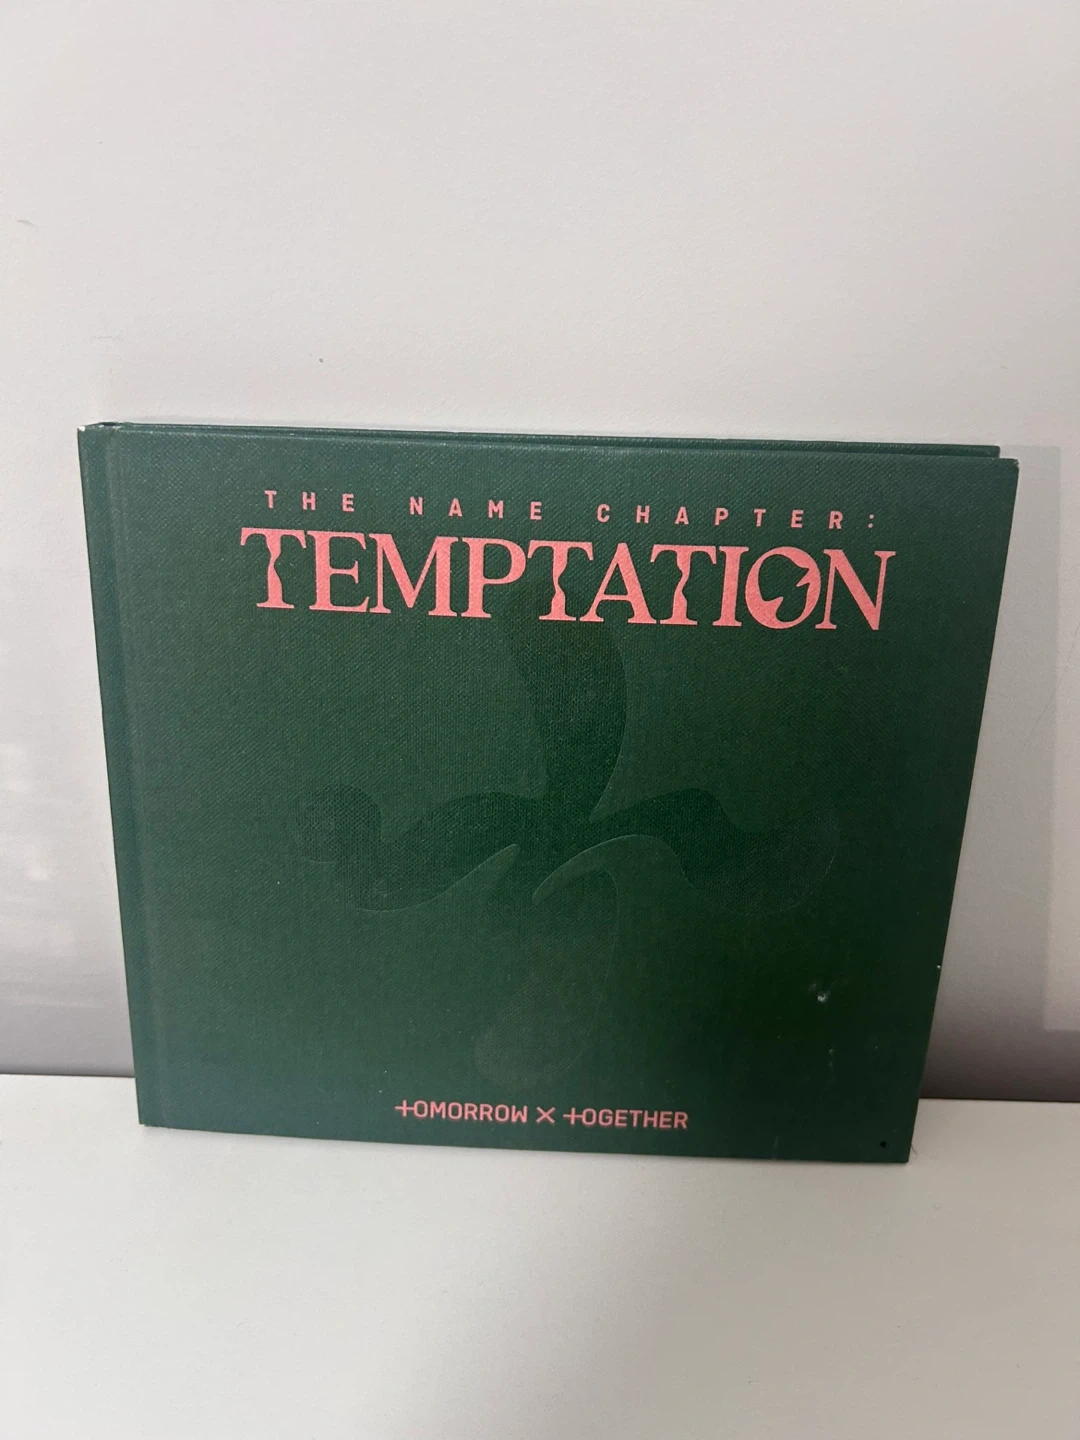 THE NAME CHAPTER:
TEMPTATION
TOMORROW X TOGETHER